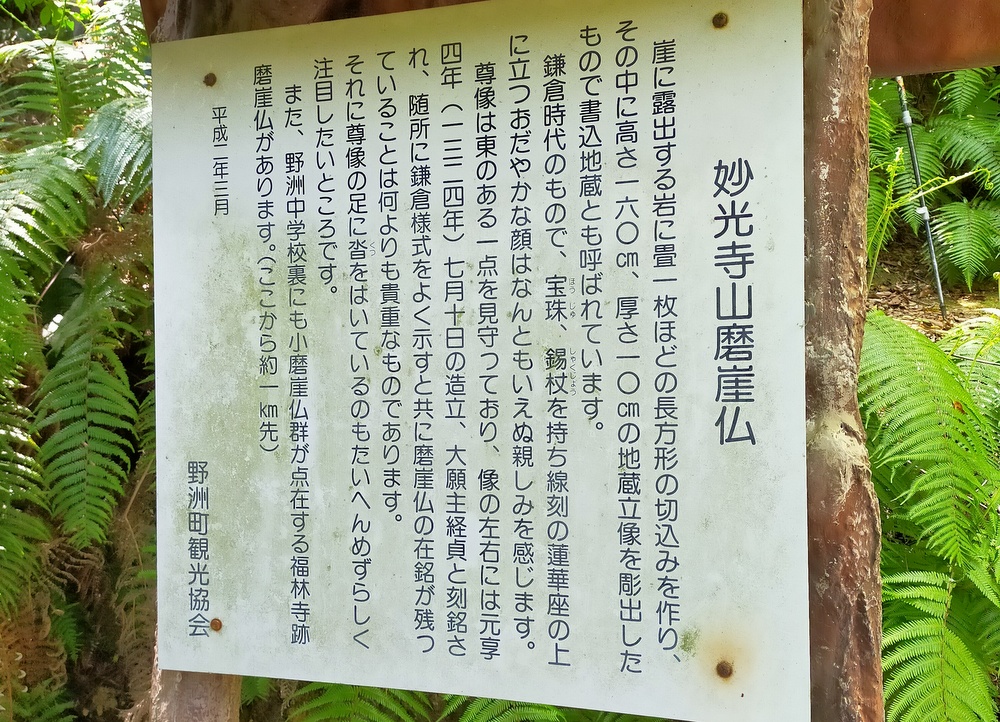 妙光寺山磨崖仏
崖に露出する岩に畳一枚ほどの長方形の切込みを作り、
その中に高さ一六〇㎝、厚さ一〇㎝の地蔵立像を彫出した
もので書込地蔵とも呼ばれています。
鎌倉時代のもので、宝珠、錫杖を持ち線刻の蓮華座の上
に立つおだやかな顔はなんともいえぬ親しみを感じます。
尊像は東のある一点を見守っており、像の左右には元亨
四年（一三二四年）七月十日の造立、大願主経貞と刻銘さ
れ、随所に鎌倉様式をよく示すと共に磨崖仏の在銘が残っ
ていることは何よりも貴重なものであります。
それに尊像の足に沓をはいているのもたいへんめずらしく
注目したいところです。
また、野洲中学校裏にも小磨崖仏群が点在する福林寺跡
磨崖仏があります。（ここから約一㎞先）
平成二年三月
野洲町観光協会